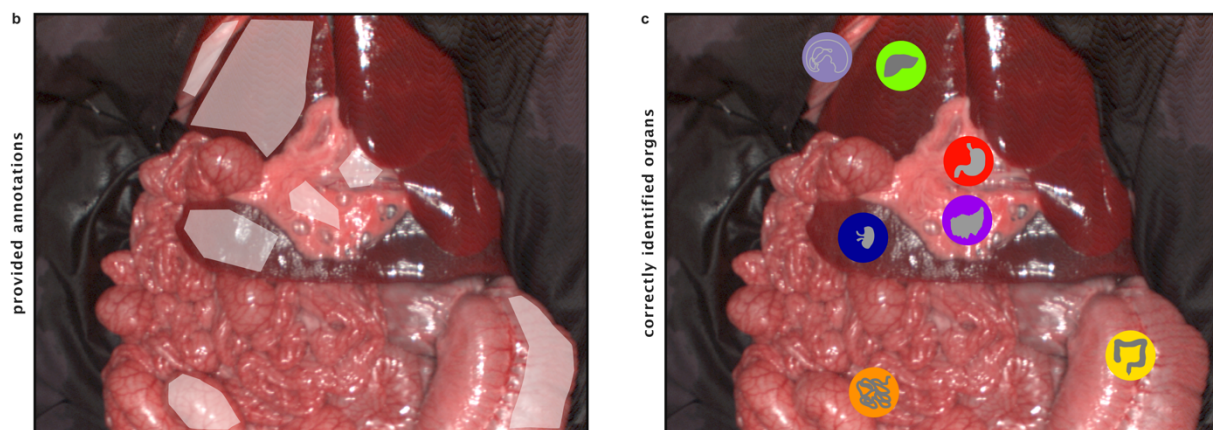 b
provided annotations
c
correctly identified organs